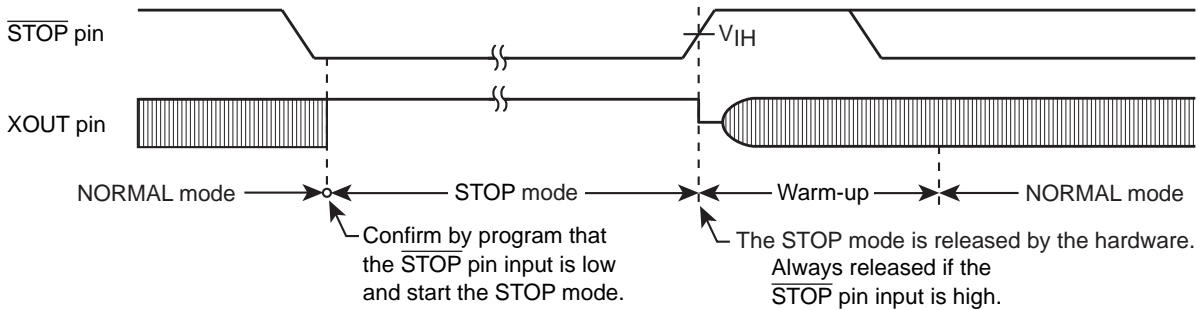 STOP pin
VIH
XOUT pin
NORMAL mode
STOP mode
Warm-up
NORMAL mode
Confirm by program that
the STOP pin input is low
and start the STOP mode.
The STOP mode is released by the hardware.
Always released if the
STOP pin input is high.